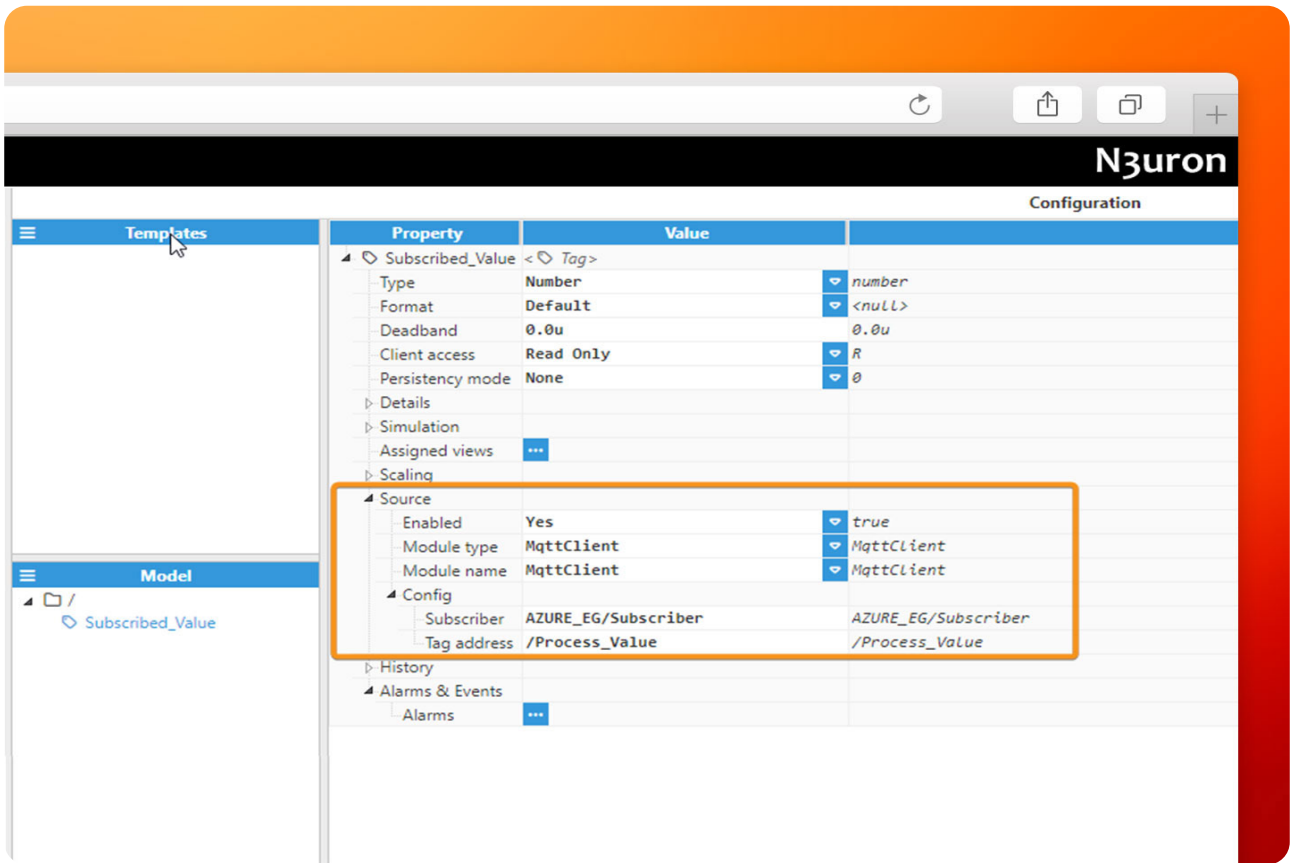 N3uron
Configuration
Templates
Property Value
Subscribed_Value < Tag>
Type Number number
Format Default <null>
Deadband 0.0u 0.0u
Client access Read Only R
Persistency mode None 0
Details
Simulation
Assigned views ...
Scaling
Source
Enabled Yes true
Module type MqttClient MqttClient
Module name MqttClient MqttClient
Config
Subscriber AZURE_EG/Subscriber AZURE_EG/Subscriber
Tag address /Process_Value /Process_Value
History
Alarms & Events
Alarms ...
Model
/
Subscribed_Value